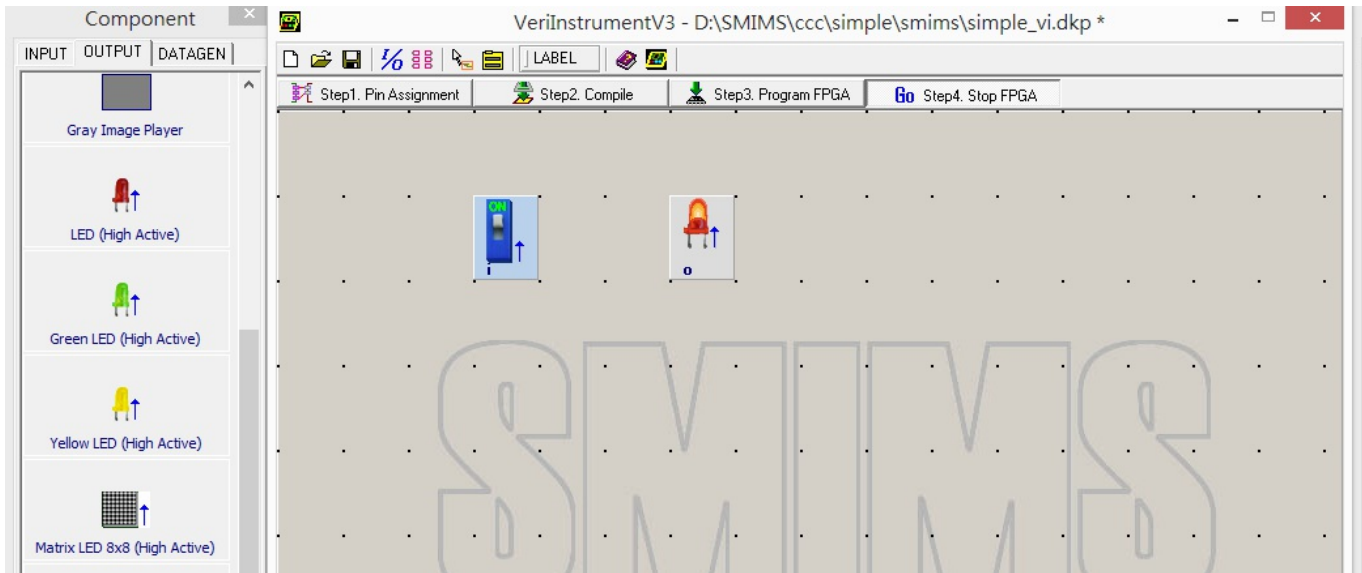 Component
INPUT OUTPUT DATAGEN
Gray Image Player
LED (High Active)
Green LED (High Active)
Yellow LED (High Active)
Matrix LED 8x8 (High Active)
VeriInstrumentV3 - D:\SMIMS\ccc\simple\smims\simple_vi.dkp *
I/O LABEL
Step1. Pin Assignment Step2. Compile Step3. Program FPGA Go Step4. Stop FPGA
ON
i o
SMIMS